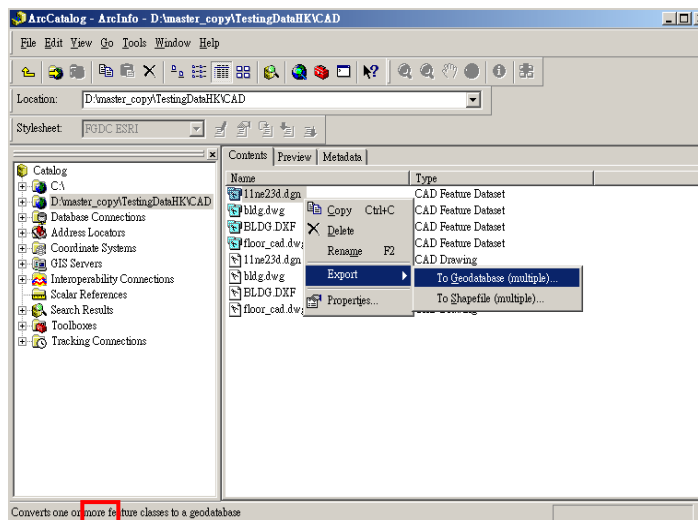 ArcCatalog - ArcInfo - D:\master_copy\TestingDataHK\CAD
File Edit View Go Tools Window Help
Location: D:\master_copy\TestingDataHK\CAD
Stylesheet: FGDC ESRI
Catalog
C:\
D:\master_copy\TestingDataHK\CAD
Database Connections
Address Locators
Coordinate Systems
GIS Servers
Interoperability Connections
Scalar References
Search Results
Toolboxes
Tracking Connections
Contents Preview Metadata
Name Type
11ne23d.dgn CAD Feature Dataset
bldg.dwg CAD Feature Dataset
BLDG.DXF CAD Feature Dataset
floor_cad.dw CAD Feature Dataset
11ne23d.dgn CAD Drawing
bldg.dwg
BLDG.DXF
floor_cad.dw
Copy Ctrl+C
Delete
Rename F2
Export
Properties...
To Geodatabase (multiple)...
To Shapefile (multiple)...
Converts one or more feature classes to a geodatabase